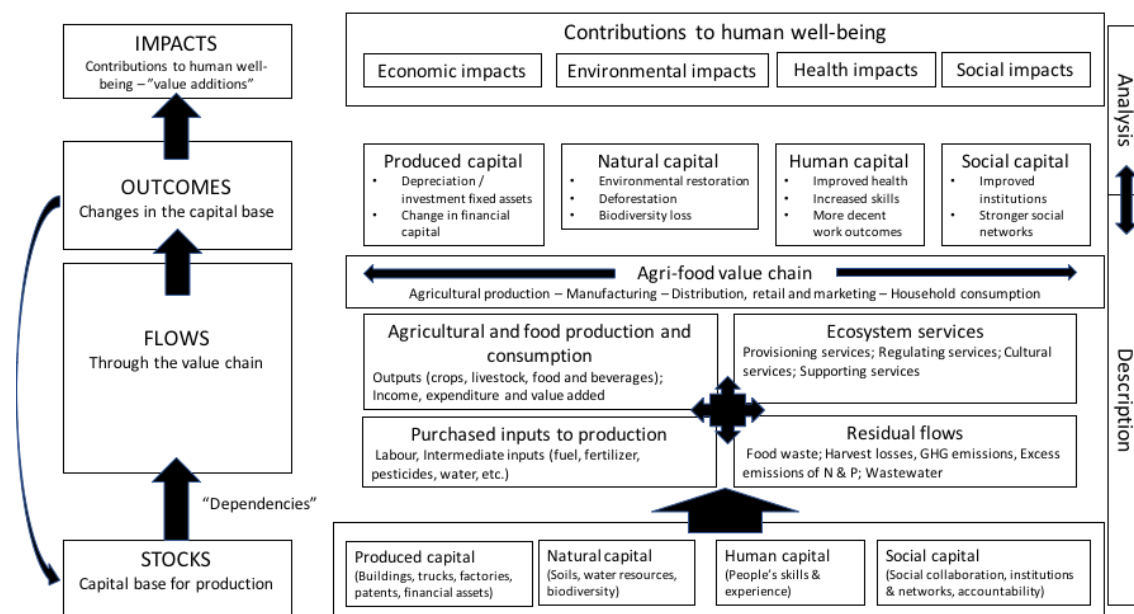 IMPACTS
Contributions to human well-
being – ”value additions”
OUTCOMES
Changes in the capital base
FLOWS
Through the value chain
“Dependencies”
STOCKS
Capital base for production
Contributions to human well-being
Economic impacts
Environmental impacts
Health impacts
Social impacts
Produced capital
• Depreciation /
investment fixed assets
• Change in financial
capital
Natural capital
• Environmental restoration
• Deforestation
• Biodiversity loss
Human capital
• Improved health
• Increased skills
• More decent
work outcomes
Social capital
• Improved
institutions
• Stronger social
networks
Agri-food value chain
Agricultural production – Manufacturing – Distribution, retail and marketing – Household consumption
Agricultural and food production and
consumption
Outputs (crops, livestock, food and beverages);
Income, expenditure and value added
Ecosystem services
Provisioning services; Regulating services; Cultural
services; Supporting services
Purchased inputs to production
Labour, Intermediate inputs (fuel, fertilizer,
pesticides, water, etc.)
Residual flows
Food waste; Harvest losses, GHG emissions, Excess
emissions of N & P; Wastewater
Produced capital
(Buildings, trucks, factories,
patents, financial assets)
Natural capital
(Soils, water resources,
biodiversity)
Human capital
(People’s skills &
experience)
Social capital
(Social collaboration, institutions
& networks, accountability)
Analysis
Description